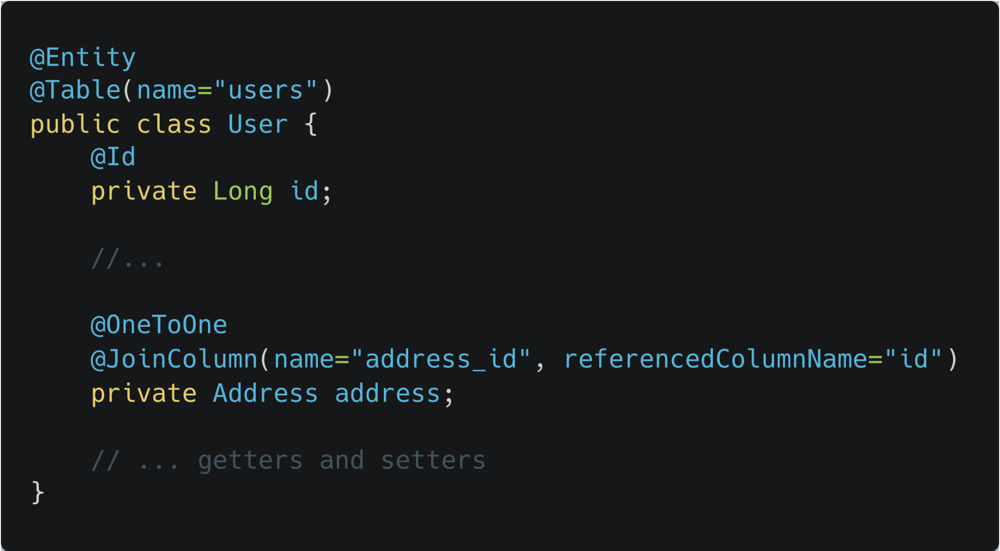 @Entity
@Table(name="users")
public class User {
    @Id
    private Long id;

    //...

    @OneToOne
    @JoinColumn(name="address_id", referencedColumnName="id")
    private Address address;

    // ... getters and setters
}